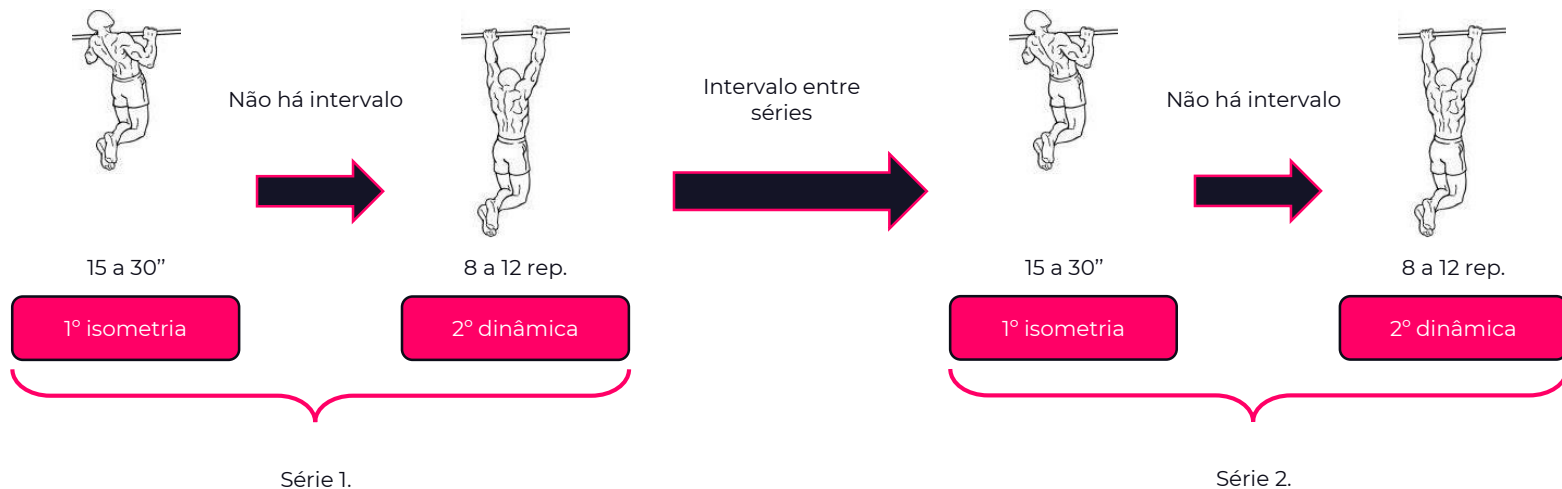 Não há intervalo
Intervalo entre
séries
Não há intervalo
15 a 30”
8 a 12 rep.
15 a 30”
8 a 12 rep.
1º isometria
2º dinâmica
1º isometria
2º dinâmica
Série 1.
Série 2.